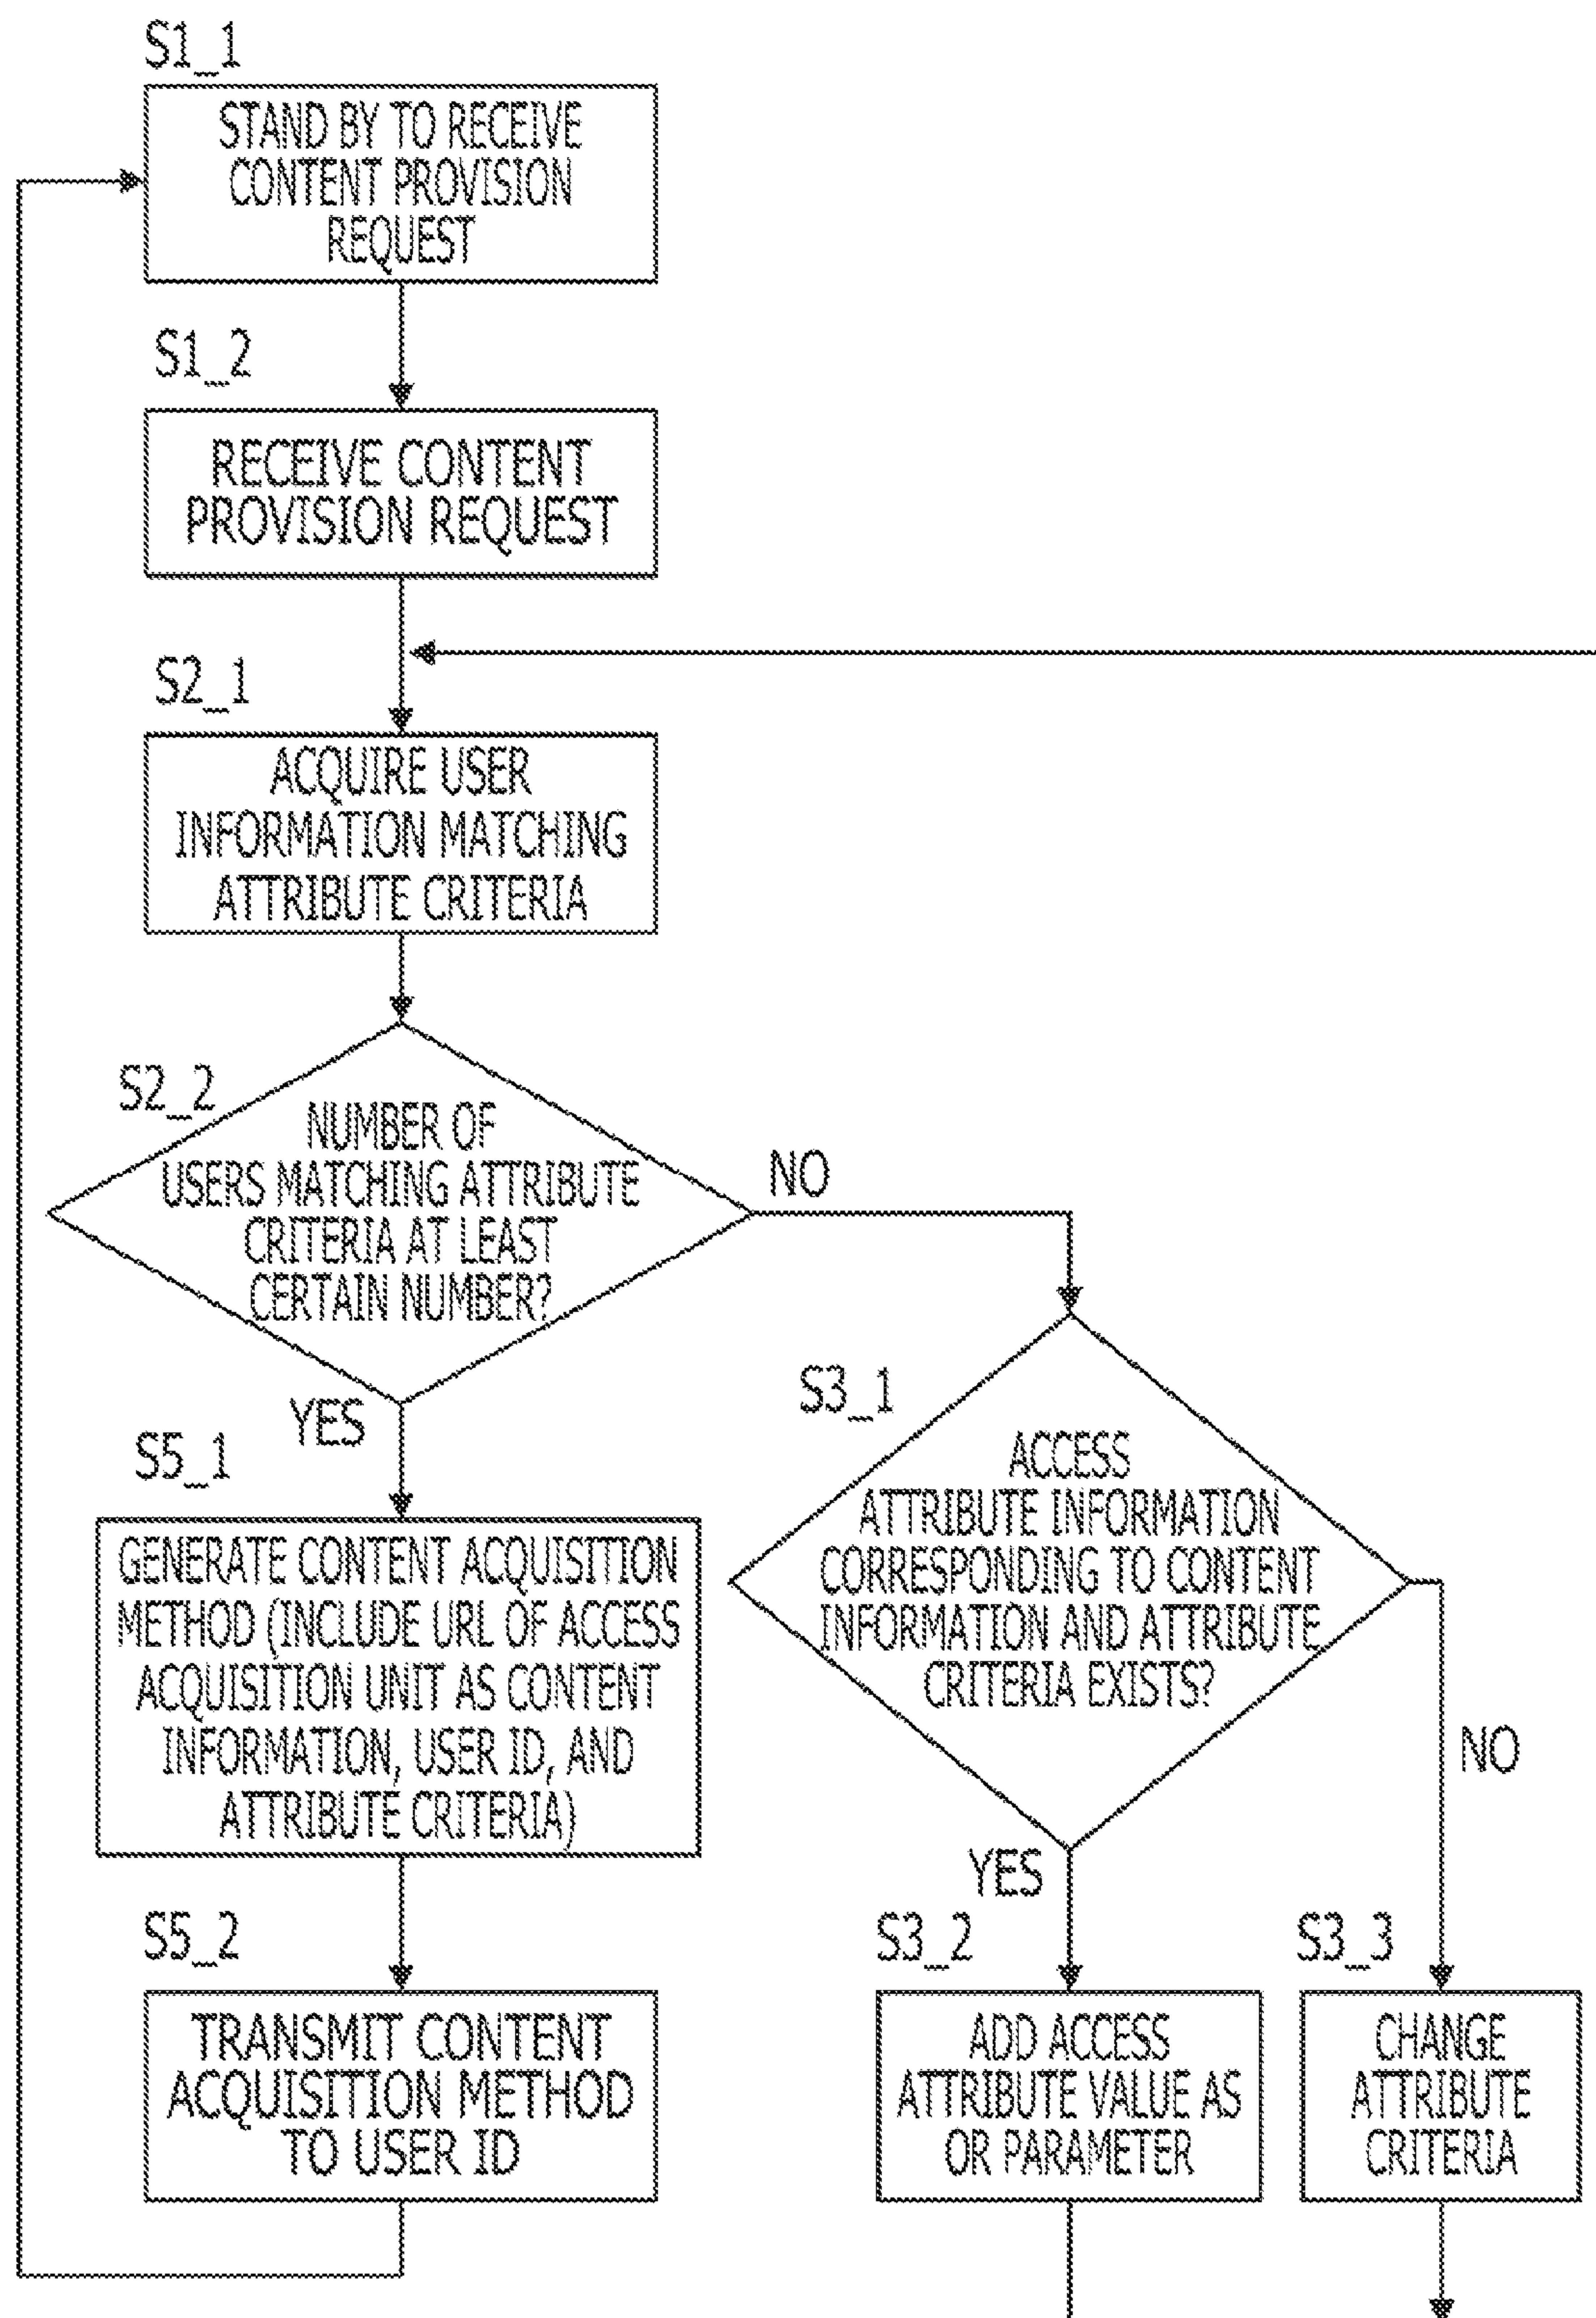 S1_1
STAND BY TO RECEIVE
CONTENT PROVISION
REQUEST
S1_2
RECEIVE CONTENT
PROVISION REQUEST
S2_1
ACQUIRE USER
INFORMATION MATCHING
ATTRIBUTE CRITERIA
S2_2
NUMBER OF
USERS MATCHING ATTRIBUTE
CRITERIA AT LEAST
CERTAIN NUMBER?
NO
YES
S3_1
ACCESS
ATTRIBUTE INFORMATION
CORRESPONDING TO CONTENT
INFORMATION AND ATTRIBUTE
CRITERIA EXISTS?
NO
YES
S5_1
GENERATE CONTENT ACQUISITION
METHOD (INCLUDE URL OF ACCESS
ACQUISITION UNIT AS CONTENT
INFORMATION, USER ID, AND
ATTRIBUTE CRITERIA)
S5_2
TRANSMIT CONTENT
ACQUISITION METHOD
TO USER ID
S3_2
ADD ACCESS
ATTRIBUTE VALUE AS
OR PARAMETER
S3_3
CHANGE
ATTRIBUTE
CRITERIA